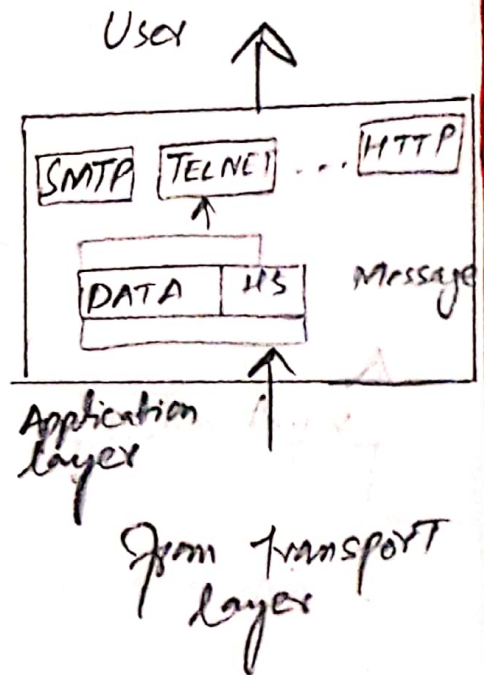 User
SMTP TELNET ... HTTP
DATA H5 Message
Application
layer
From transport
layer